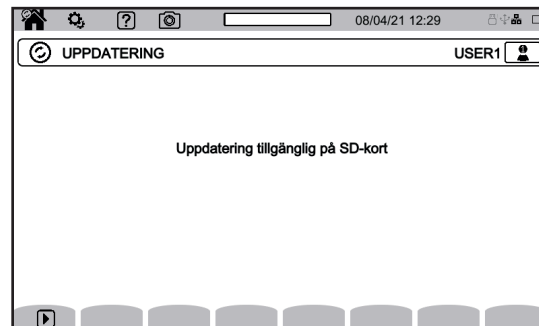 08/04/21 12:29
UPPDATERING
USER1
Uppdatering tillgänglig på SD-kort